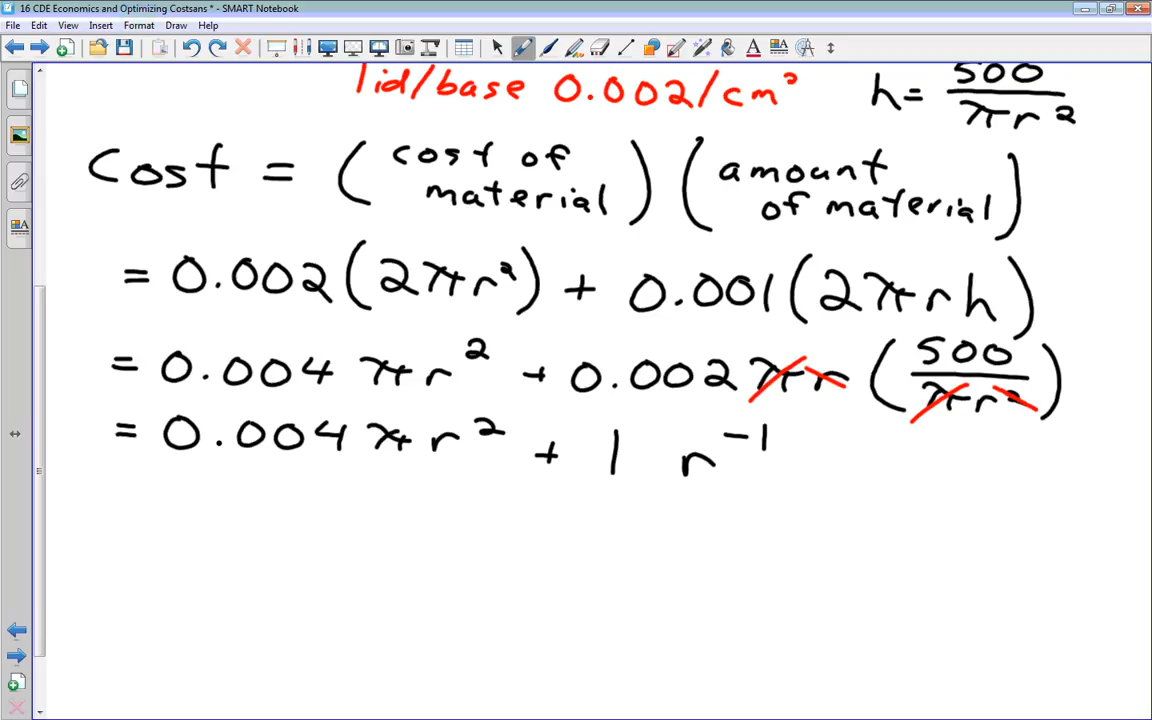 16 CDE Economics and Optimizing Costsans * - SMART Notebook
File Edit View Insert Format Tools Draw Help
lid/base 0.002/cm²
h = 500/πr²
Cost = (cost of material)(amount of material)
= 0.002(2πr²) + 0.001(2πrh)
= 0.004πr² + 0.002πr(500/πr²)
= 0.004πr² + 1 r⁻¹